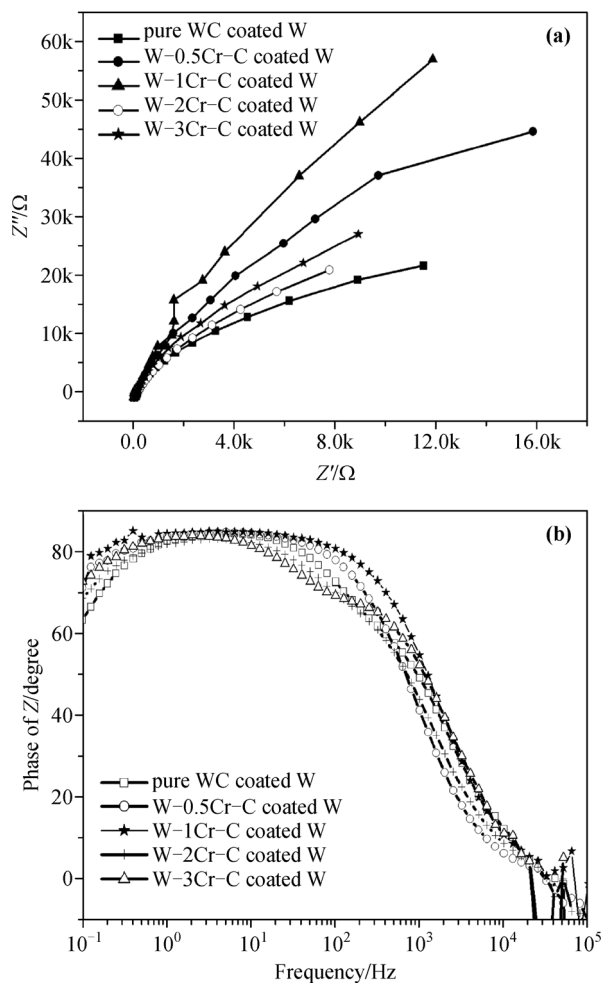 (a)
pure WC coated W
W−0.5Cr−C coated W
W−1Cr−C coated W
W−2Cr−C coated W
W−3Cr−C coated W
Z″/Ω
60k
50k
40k
30k
20k
10k
0
0.0 4.0k 8.0k 12.0k 16.0k
Z′/Ω
(b)
Phase of Z/degree
80
60
40
20
0
pure WC coated W
W−0.5Cr−C coated W
W−1Cr−C coated W
W−2Cr−C coated W
W−3Cr−C coated W
10⁻¹ 10⁰ 10¹ 10² 10³ 10⁴ 10⁵
Frequency/Hz